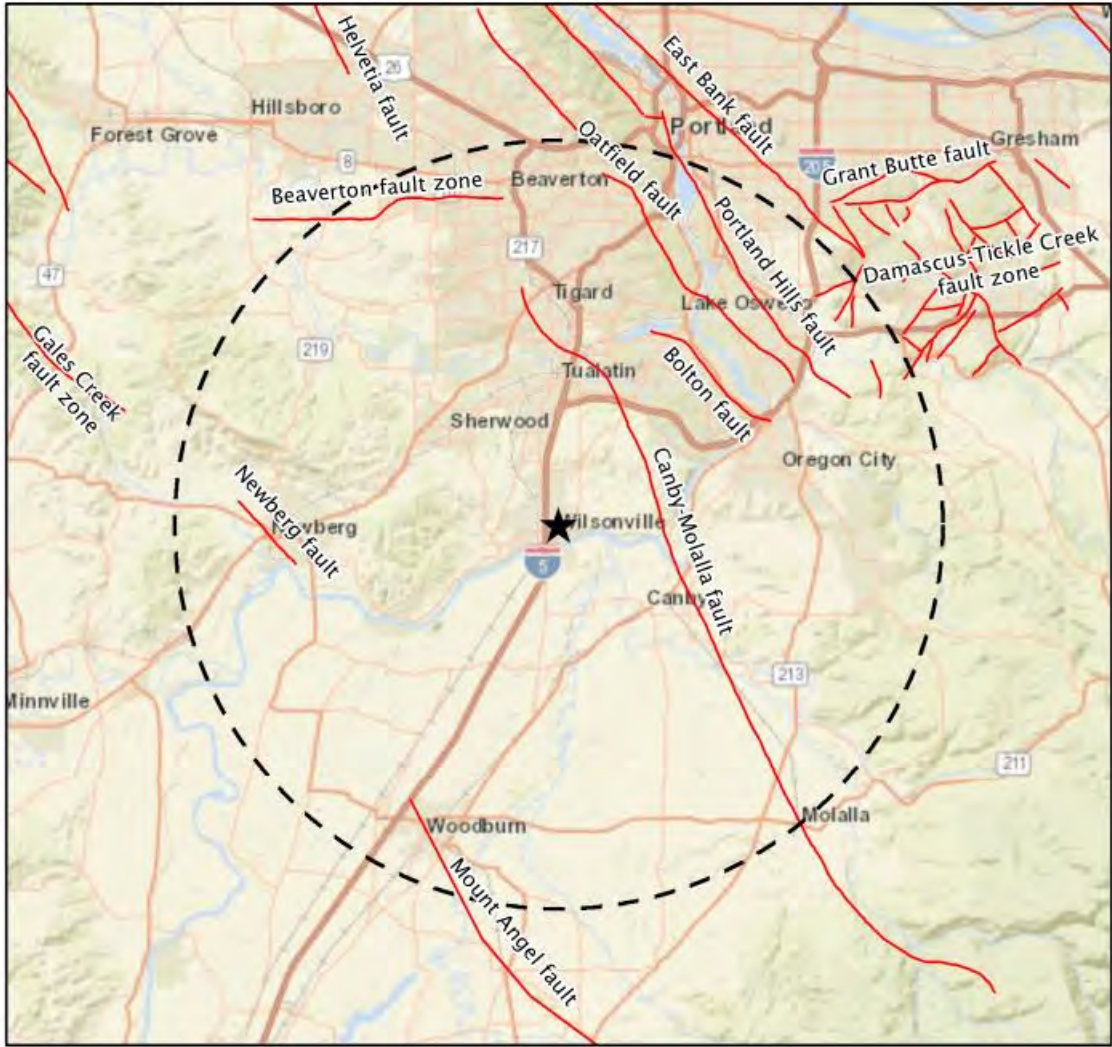 Helvetia fault
26
East Bank fault
Hillsboro
Forest Grove
Portland
Gresham
8
205
Grant Butte fault
Oatfield fault
Beaverton fault zone
Beaverton
217
Portland Hills fault
Damascus-Tickle Creek
fault zone
47
Tigard
Lake Oswego
219
Gales Creek
fault zone
Tualatin
Bolton fault
Sherwood
Oregon City
Newberg fault
Newberg
Wilsonville
Canby-Molalla fault
5
Canby
213
Minnville
211
Molalla
Woodburn
Mount Angel fault